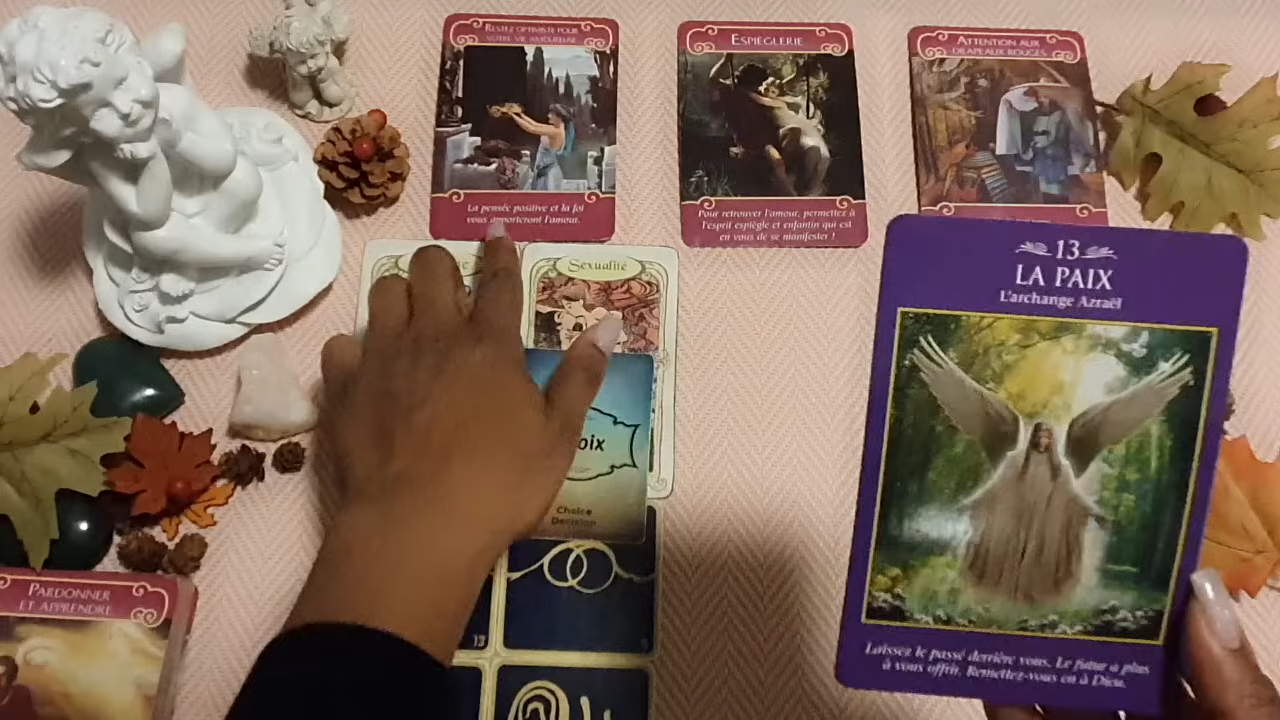 RESTEZ OPTIMISTE POUR
VOTRE VIE AMOUREUSE
La pensée positive et la foi
vous apporteront l'amour.
ESPIÈGLERIE
Pour retrouver l'amour, permettez à
l'esprit espiègle et enfantin qui est
en vous de se manifester !
ATTENTION AUX
DRAPEAUX ROUGES
Sexualité
oix
Choice
Decision
13
13
LA PAIX
L'archange Azraël
Laissez le passé derrière vous. Le futur a plus
à vous offrir. Remettez-vous en à Dieu.
PARDONNER
ET APPRENDRE